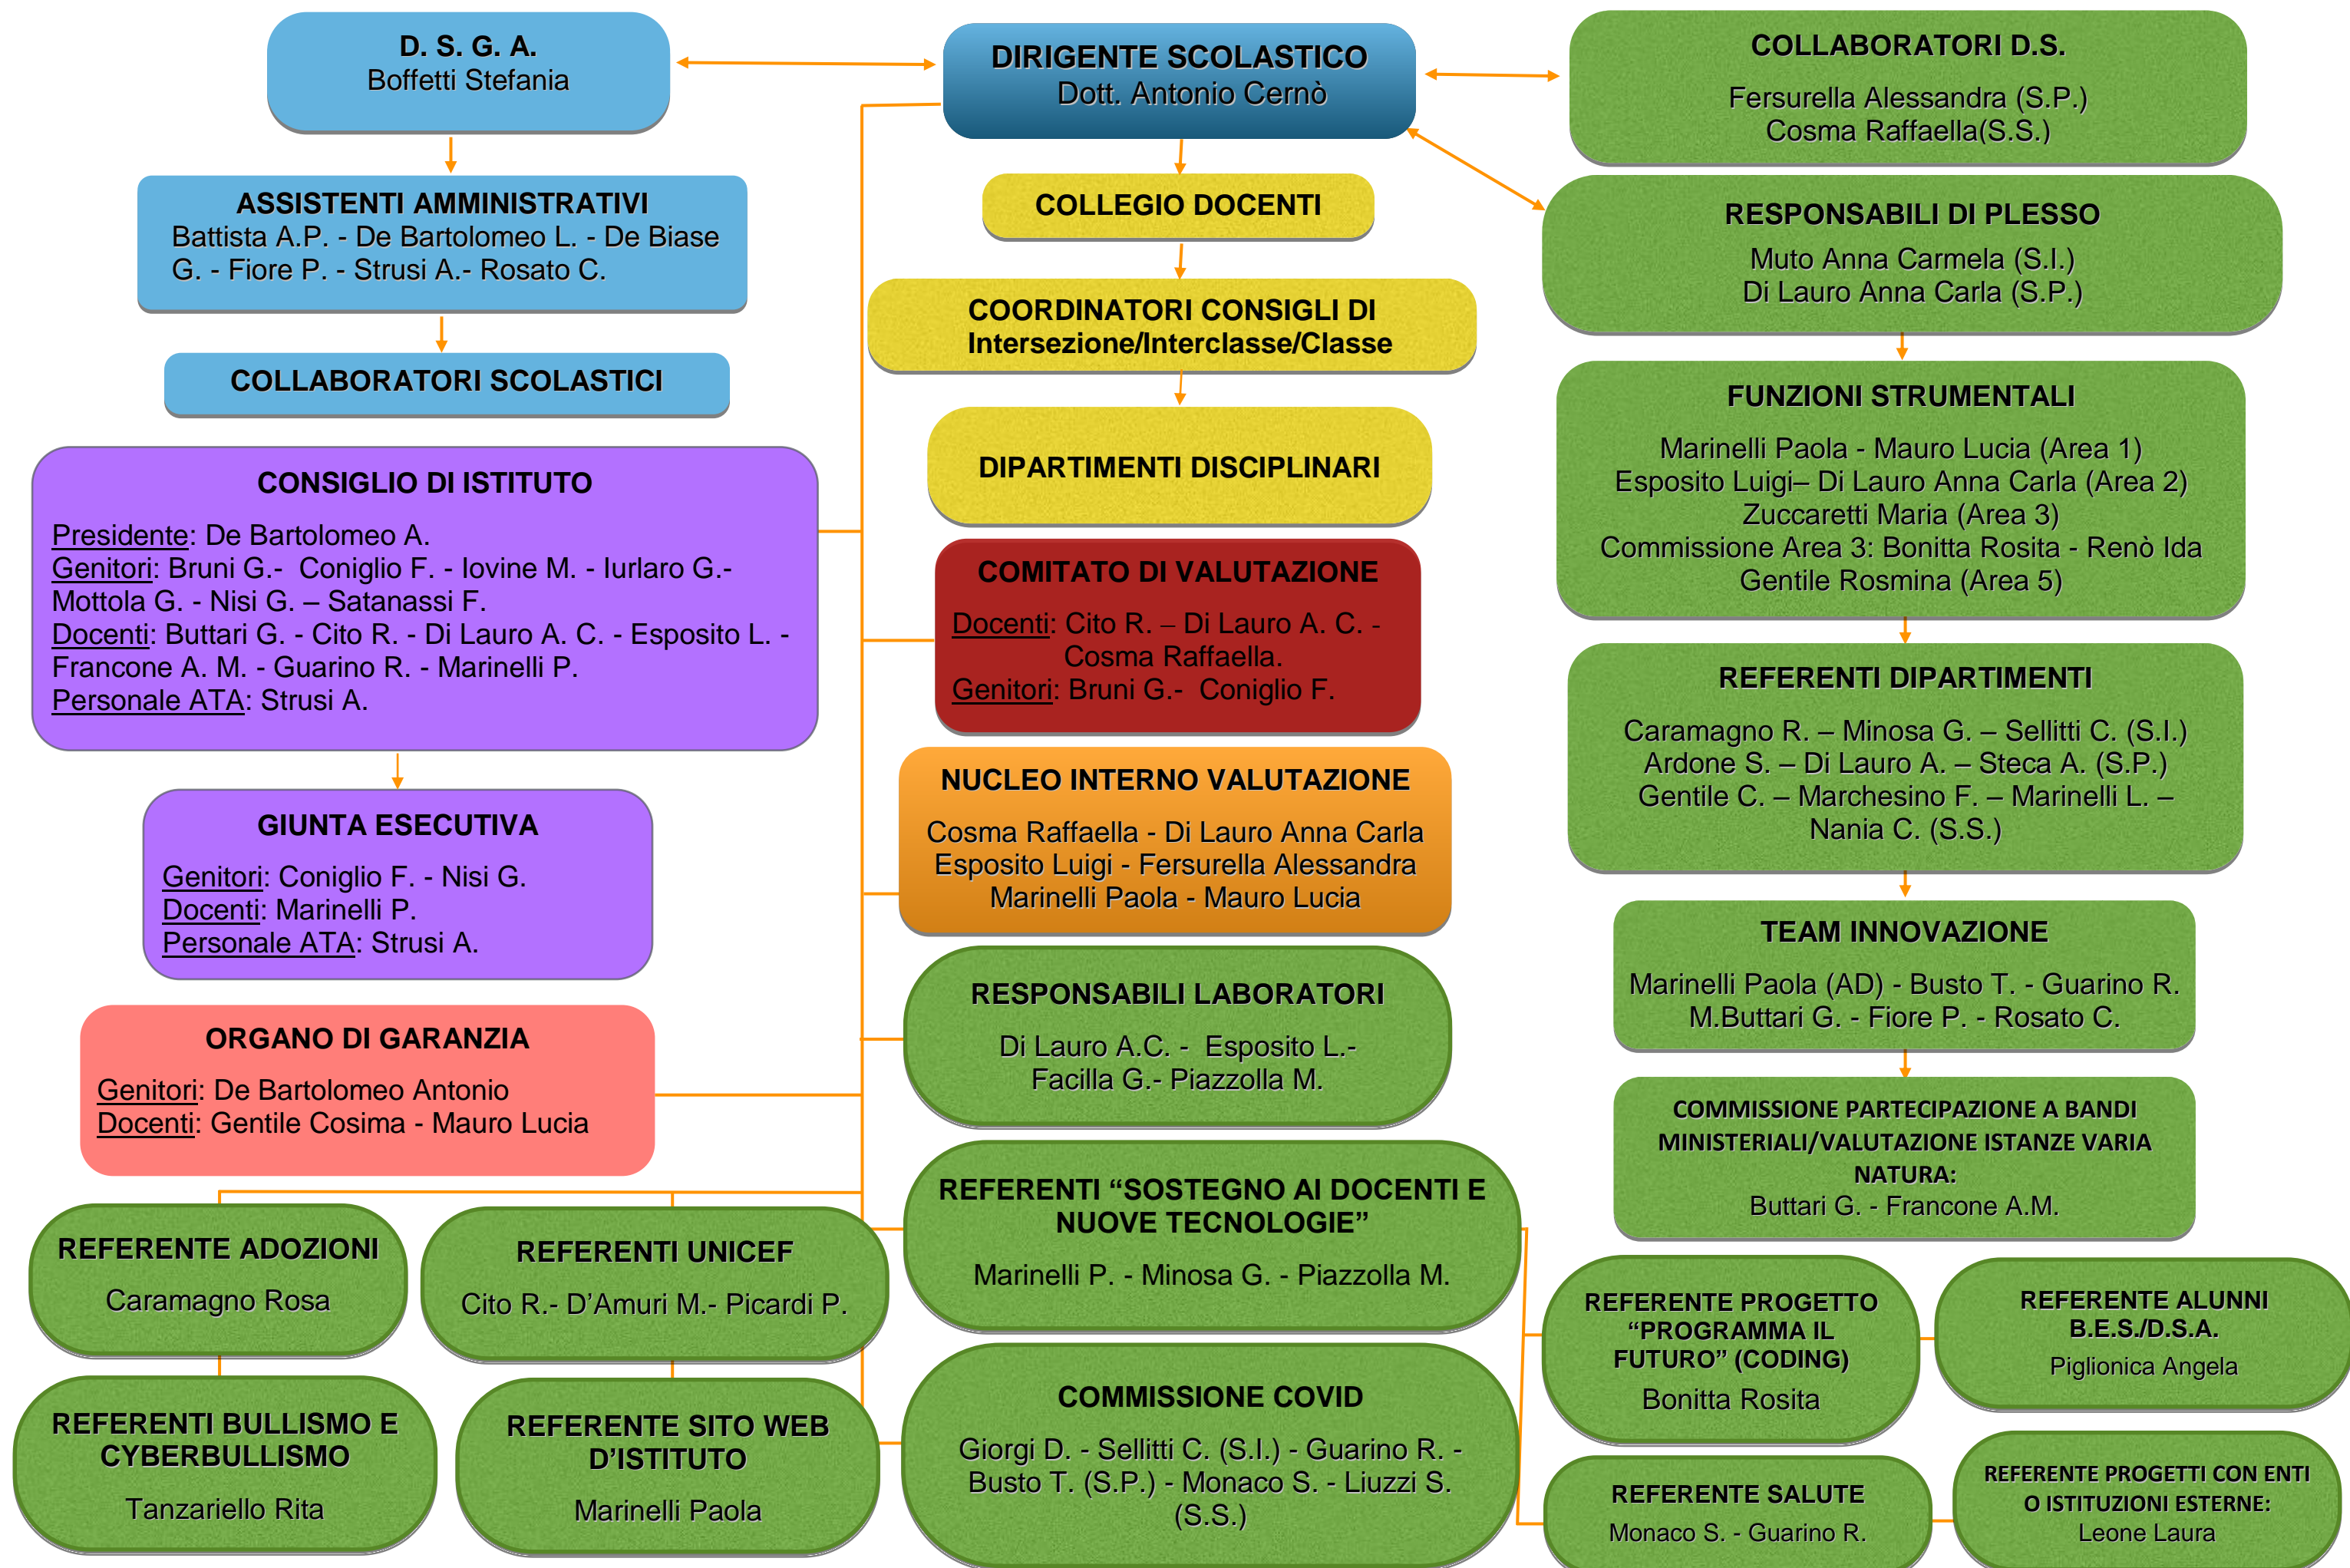 D. S. G. A.
Boffetti Stefania
DIRIGENTE SCOLASTICO
Dott. Antonio Cernò
COLLABORATORI D.S.
Fersurella Alessandra (S.P.)
Cosma Raffaella(S.S.)
ASSISTENTI AMMINISTRATIVI
Battista A.P. - De Bartolomeo L. - De Biase
G. - Fiore P. - Strusi A.- Rosato C.
COLLEGIO DOCENTI
RESPONSABILI DI PLESSO
Muto Anna Carmela (S.I.)
Di Lauro Anna Carla (S.P.)
COORDINATORI CONSIGLI DI
Intersezione/Interclasse/Classe
COLLABORATORI SCOLASTICI
FUNZIONI STRUMENTALI
Marinelli Paola - Mauro Lucia (Area 1)
Esposito Luigi– Di Lauro Anna Carla (Area 2)
Zuccaretti Maria (Area 3)
Commissione Area 3: Bonitta Rosita - Renò Ida
Gentile Rosmina (Area 5)
DIPARTIMENTI DISCIPLINARI
CONSIGLIO DI ISTITUTO
Presidente: De Bartolomeo A.
Genitori: Bruni G.- Coniglio F. - Iovine M. - Iurlaro G.-
Mottola G. - Nisi G. – Satanassi F.
Docenti: Buttari G. - Cito R. - Di Lauro A. C. - Esposito L. -
Francone A. M. - Guarino R. - Marinelli P.
Personale ATA: Strusi A.
COMITATO DI VALUTAZIONE
Docenti: Cito R. – Di Lauro A. C. -
Cosma Raffaella.
Genitori: Bruni G.- Coniglio F.
REFERENTI DIPARTIMENTI
Caramagno R. – Minosa G. – Sellitti C. (S.I.)
Ardone S. – Di Lauro A. – Steca A. (S.P.)
Gentile C. – Marchesino F. – Marinelli L. –
Nania C. (S.S.)
NUCLEO INTERNO VALUTAZIONE
Cosma Raffaella - Di Lauro Anna Carla
Esposito Luigi - Fersurella Alessandra
Marinelli Paola - Mauro Lucia
GIUNTA ESECUTIVA
Genitori: Coniglio F. - Nisi G.
Docenti: Marinelli P.
Personale ATA: Strusi A.
TEAM INNOVAZIONE
Marinelli Paola (AD) - Busto T. - Guarino R.
M.Buttari G. - Fiore P. - Rosato C.
RESPONSABILI LABORATORI
Di Lauro A.C. - Esposito L.-
Facilla G.- Piazzolla M.
ORGANO DI GARANZIA
Genitori: De Bartolomeo Antonio
Docenti: Gentile Cosima - Mauro Lucia
COMMISSIONE PARTECIPAZIONE A BANDI
MINISTERIALI/VALUTAZIONE ISTANZE VARIA
NATURA:
Buttari G. - Francone A.M.
REFERENTI “SOSTEGNO AI DOCENTI E
NUOVE TECNOLOGIE”
Marinelli P. - Minosa G. - Piazzolla M.
REFERENTE ADOZIONI
Caramagno Rosa
REFERENTI UNICEF
Cito R.- D’Amuri M.- Picardi P.
REFERENTE PROGETTO
“PROGRAMMA IL
FUTURO” (CODING)
Bonitta Rosita
REFERENTE ALUNNI
B.E.S./D.S.A.
Piglionica Angela
REFERENTI BULLISMO E
CYBERBULLISMO
Tanzariello Rita
REFERENTE SITO WEB
D’ISTITUTO
Marinelli Paola
COMMISSIONE COVID
Giorgi D. - Sellitti C. (S.I.) - Guarino R. -
Busto T. (S.P.) - Monaco S. - Liuzzi S.
(S.S.)
REFERENTE SALUTE
Monaco S. - Guarino R.
REFERENTE PROGETTI CON ENTI
O ISTITUZIONI ESTERNE:
Leone Laura